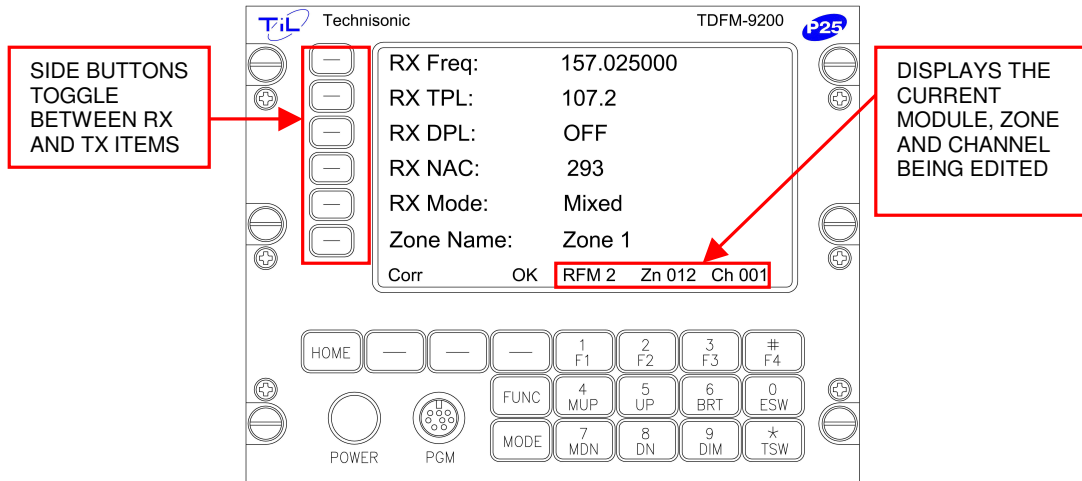 TiL Technisonic TDFM-9200 P25
SIDE BUTTONS
TOGGLE
BETWEEN RX
AND TX ITEMS
RX Freq: 157.025000
RX TPL: 107.2
RX DPL: OFF
RX NAC: 293
RX Mode: Mixed
Zone Name: Zone 1
Corr OK RFM 2 Zn 012 Ch 001
DISPLAYS THE
CURRENT
MODULE, ZONE
AND CHANNEL
BEING EDITED
HOME 1 2 3 #
F1 F2 F3 F4
FUNC 4 5 6 0
MUP UP BRT ESW
MODE 7 8 9 *
MDN DN DIM TSW
POWER PGM